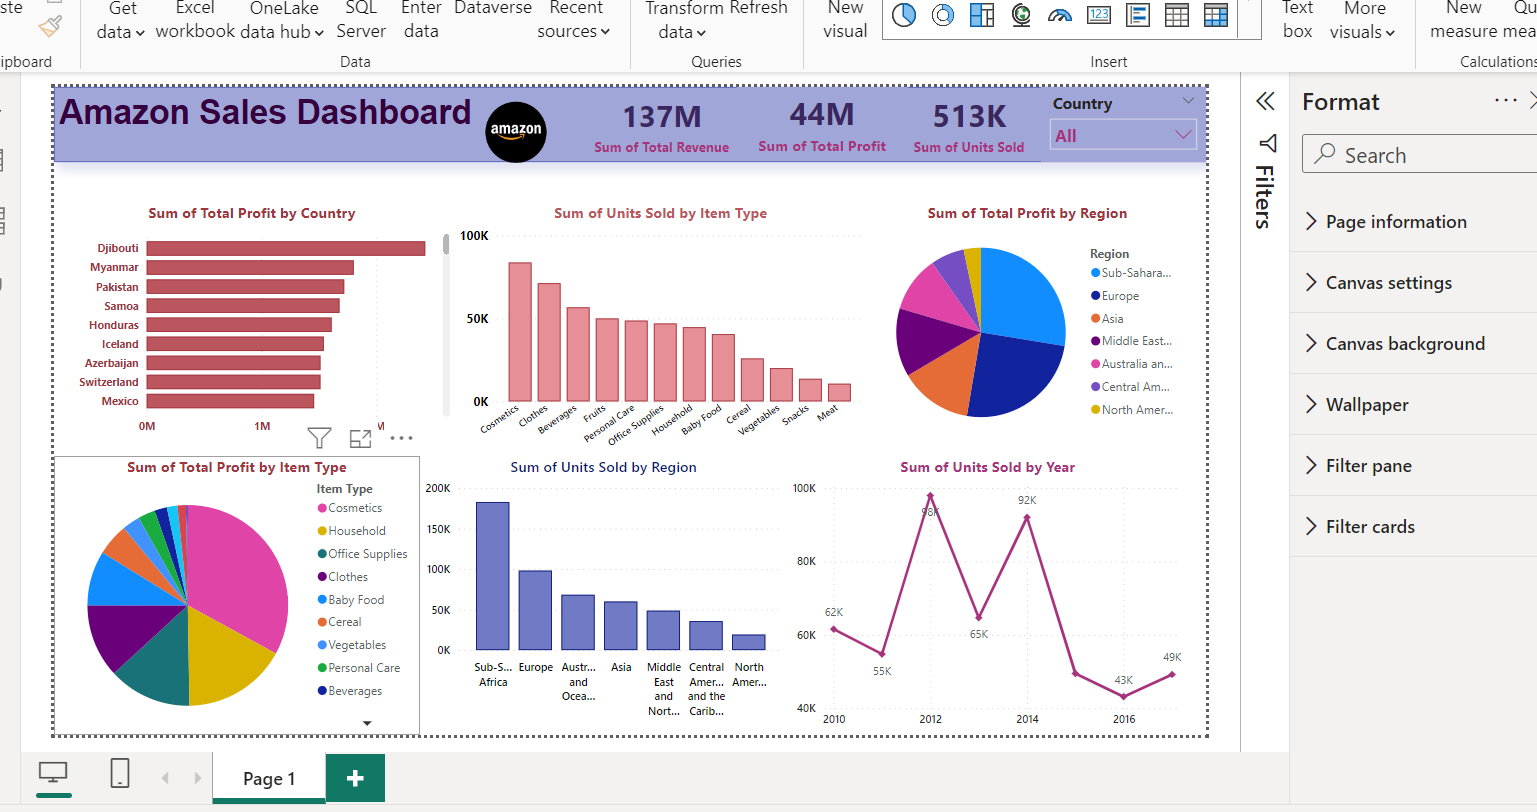 ste
Get
data
Excel
workbook
OneLake
data hub
SQL
Server
Enter
data
Dataverse
Recent
sources
Transform
data
Refresh
New
visual
123
Text
box
More
visuals
New
measure
Qu
mea
ipboard
Data
Queries
Insert
Calculations
Amazon Sales Dashboard
amazon
137M
Sum of Total Revenue
44M
Sum of Total Profit
513K
Sum of Units Sold
Country
All
Sum of Total Profit by Country
Djibouti
Myanmar
Pakistan
Samoa
Honduras
Iceland
Azerbaijan
Switzerland
Mexico
0M
1M
Sum of Units Sold by Item Type
100K
50K
0K
Cosmetics
Clothes
Beverages
Fruits
Personal Care
Office Supplies
Household
Baby Food
Cereal
Vegetables
Snacks
Meat
Sum of Total Profit by Region
Region
Sub-Sahara...
Europe
Asia
Middle East...
Australia an...
Central Am...
North Amer...
Sum of Total Profit by Item Type
Item Type
Cosmetics
Household
Office Supplies
Clothes
Baby Food
Cereal
Vegetables
Personal Care
Beverages
Sum of Units Sold by Region
200K
150K
100K
50K
0K
Sub-S...
Africa
Europe
Austr...
and
Ocea...
Asia
Middle
East
and
Nort...
Central
Amer...
and the
Carib...
North
Amer...
Sum of Units Sold by Year
100K
80K
60K
40K
62K
55K
98K
65K
92K
43K
49K
2010
2012
2014
2016
Filters
Format
Search
Page information
Canvas settings
Canvas background
Wallpaper
Filter pane
Filter cards
Page 1